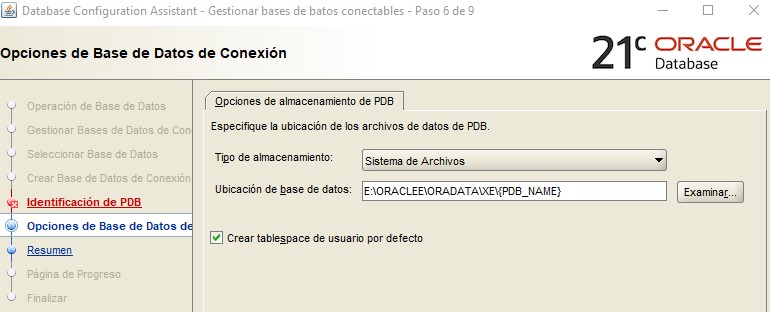 Database Configuration Assistant - Gestionar bases de batos conectables - Paso 6 de 9
Opciones de Base de Datos de Conexión
21c ORACLE
Database
Operación de Base de Datos
Gestionar Bases de Datos de Con
Seleccionar Base de Datos
Crear Base de Datos de Conexión
Identificación de PDB
Opciones de Base de Datos de
Resumen
Página de Progreso
Finalizar
Opciones de almacenamiento de PDB
Especifique la ubicación de los archivos de datos de PDB.
Tipo de almacenamiento: Sistema de Archivos
Ubicación de base de datos: E:\ORACLEE\ORADATA\XE\{PDB_NAME} Examinar...
Crear tablespace de usuario por defecto